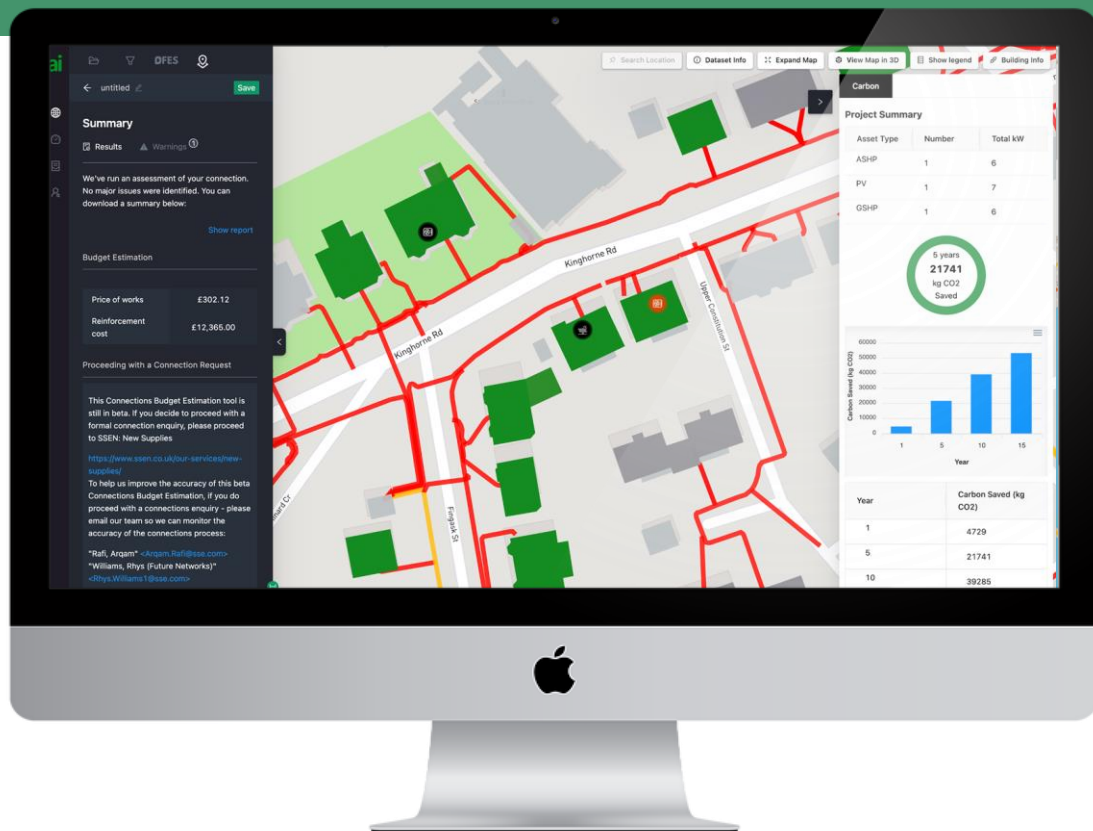 ai
DFES
untitled
Save
Summary
Results
Warnings
1
We've run an assessment of your connection.
No major issues were identified. You can
download a summary below:
Show report
Budget Estimation
Price of works £302.12
Reinforcement
cost
£12,365.00
Proceeding with a Connection Request
This Connections Budget Estimation tool is
still in beta. If you decide to proceed with a
formal connection enquiry, please proceed
to SSEN: New Supplies
https://www.ssen.co.uk/our-services/new-
supplies/
To help us improve the accuracy of this beta
Connections Budget Estimation, if you do
proceed with a connections enquiry - please
email our team so we can monitor the
accuracy of the connections process:
"Rafi, Arqam" <Arqam.Rafi@sse.com>
"Williams, Rhys (Future Networks)"
<Rhys.Williams1@sse.com>
Search Location
Dataset Info
Expand Map
View Map in 3D
Show legend
Building Info
Kinghorne Rd
Kinghorne Rd
Upper Constitution St
Fingask St
Carbon
Project Summary
Asset Type Number Total kW
ASHP 1 6
PV 1 7
GSHP 1 6
5 years
21741
kg CO2
Saved
Carbon Saved (kg CO2)
60000
50000
40000
30000
20000
10000
0
1 5 10 15
Year
Year Carbon Saved (kg
CO2)
1 4729
5 21741
10 39285